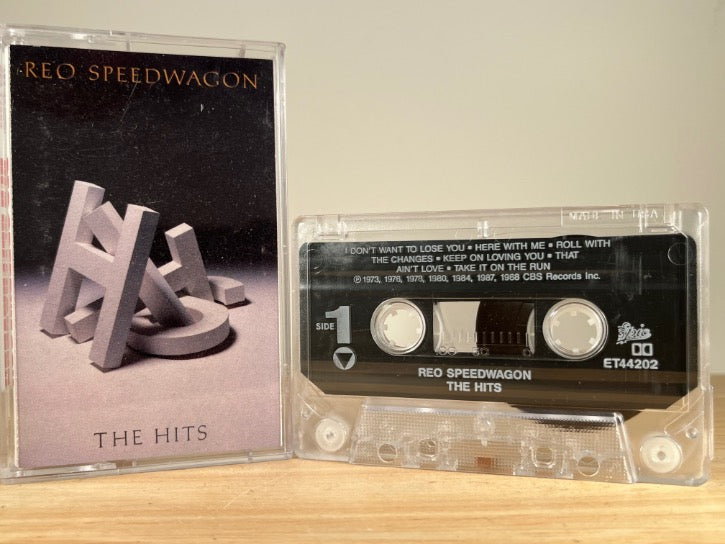 REO SPEEDWAGON
THE HITS
MADE IN USA
I DON'T WANT TO LOSE YOU ▪ HERE WITH ME ▪ ROLL WITH
THE CHANGES ▪ KEEP ON LOVING YOU ▪ THAT
AIN'T LOVE ▪ TAKE IT ON THE RUN
℗ 1973, 1976, 1978, 1980, 1984, 1987, 1988 CBS Records Inc.
SIDE 1
Epic
ET44202
REO SPEEDWAGON
THE HITS